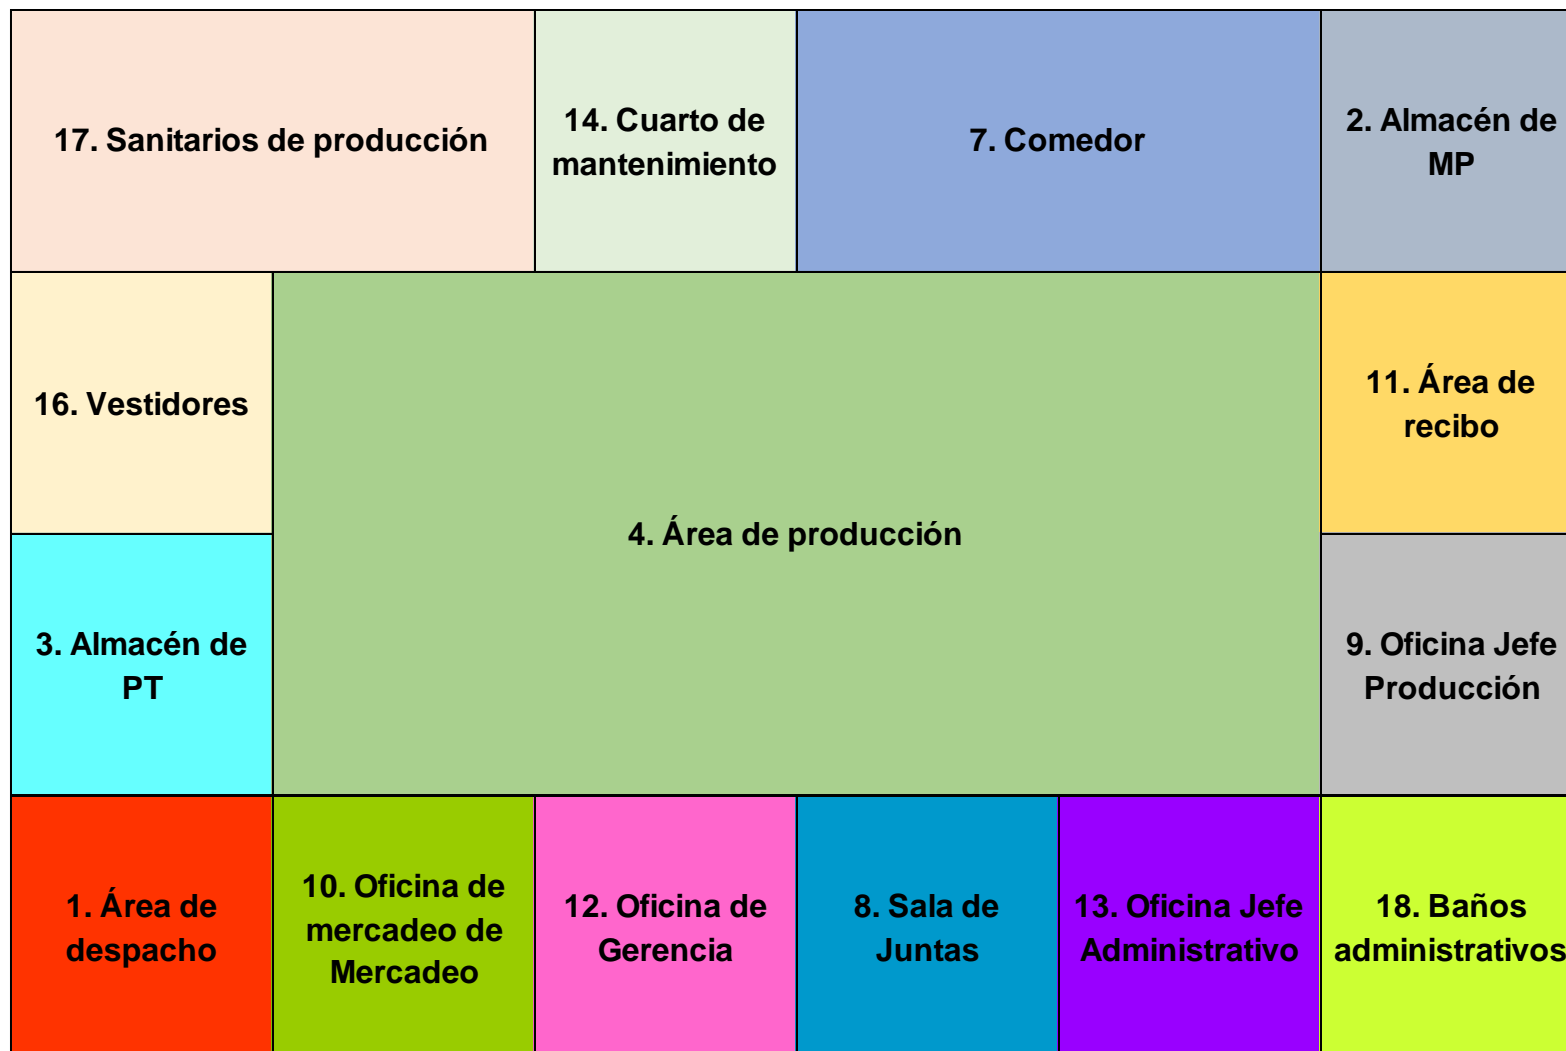 17. Sanitarios de producción
14. Cuarto de
mantenimiento
7. Comedor
2. Almacén de
MP
16. Vestidores
11. Área de
recibo
4. Área de producción
3. Almacén de
PT
9. Oficina Jefe
Producción
1. Área de
despacho
10. Oficina de
mercadeo de
Mercadeo
12. Oficina de
Gerencia
8. Sala de
Juntas
13. Oficina Jefe
Administrativo
18. Baños
administrativos